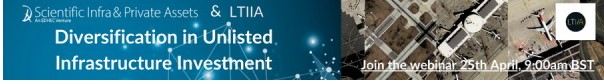 Scientific Infra & Private Assets & LTIIA
An EDHEC Venture
Diversification in Unlisted
Infrastructure Investment
Join the webinar 25th April, 9:00am BST
LTIIA